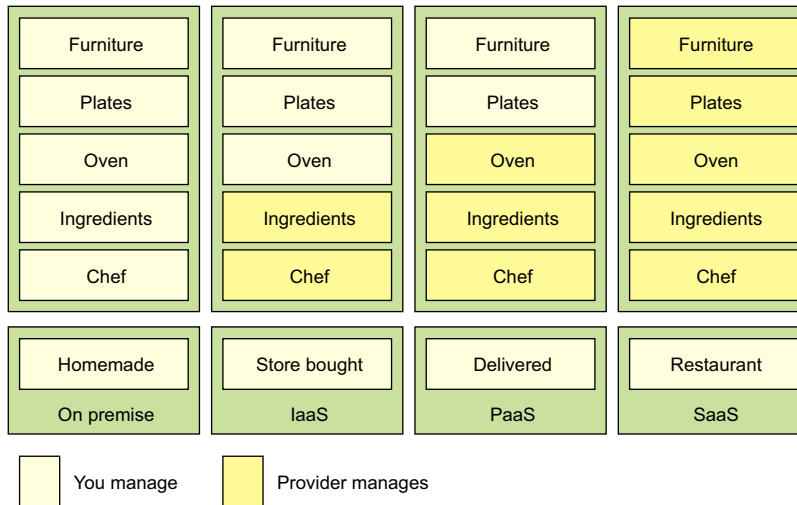 Furniture
Plates
Oven
Ingredients
Chef
Homemade
On premise
Furniture
Plates
Oven
Ingredients
Chef
Store bought
IaaS
Furniture
Plates
Oven
Ingredients
Chef
Delivered
PaaS
Furniture
Plates
Oven
Ingredients
Chef
Restaurant
SaaS
You manage
Provider manages